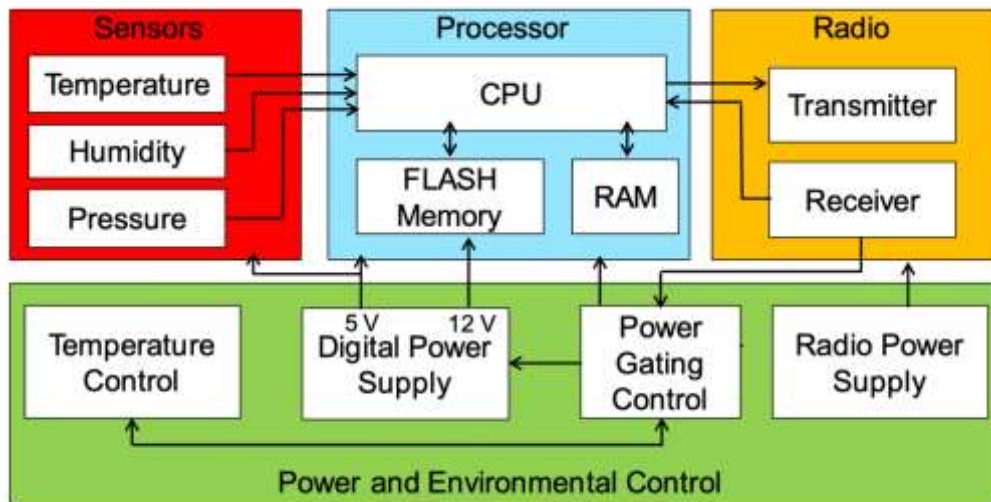 Sensors
Temperature
Humidity
Pressure
Processor
CPU
FLASH
Memory
RAM
Radio
Transmitter
Receiver
Temperature
Control
5 V 12 V
Digital Power
Supply
Power
Gating
Control
Radio Power
Supply
Power and Environmental Control